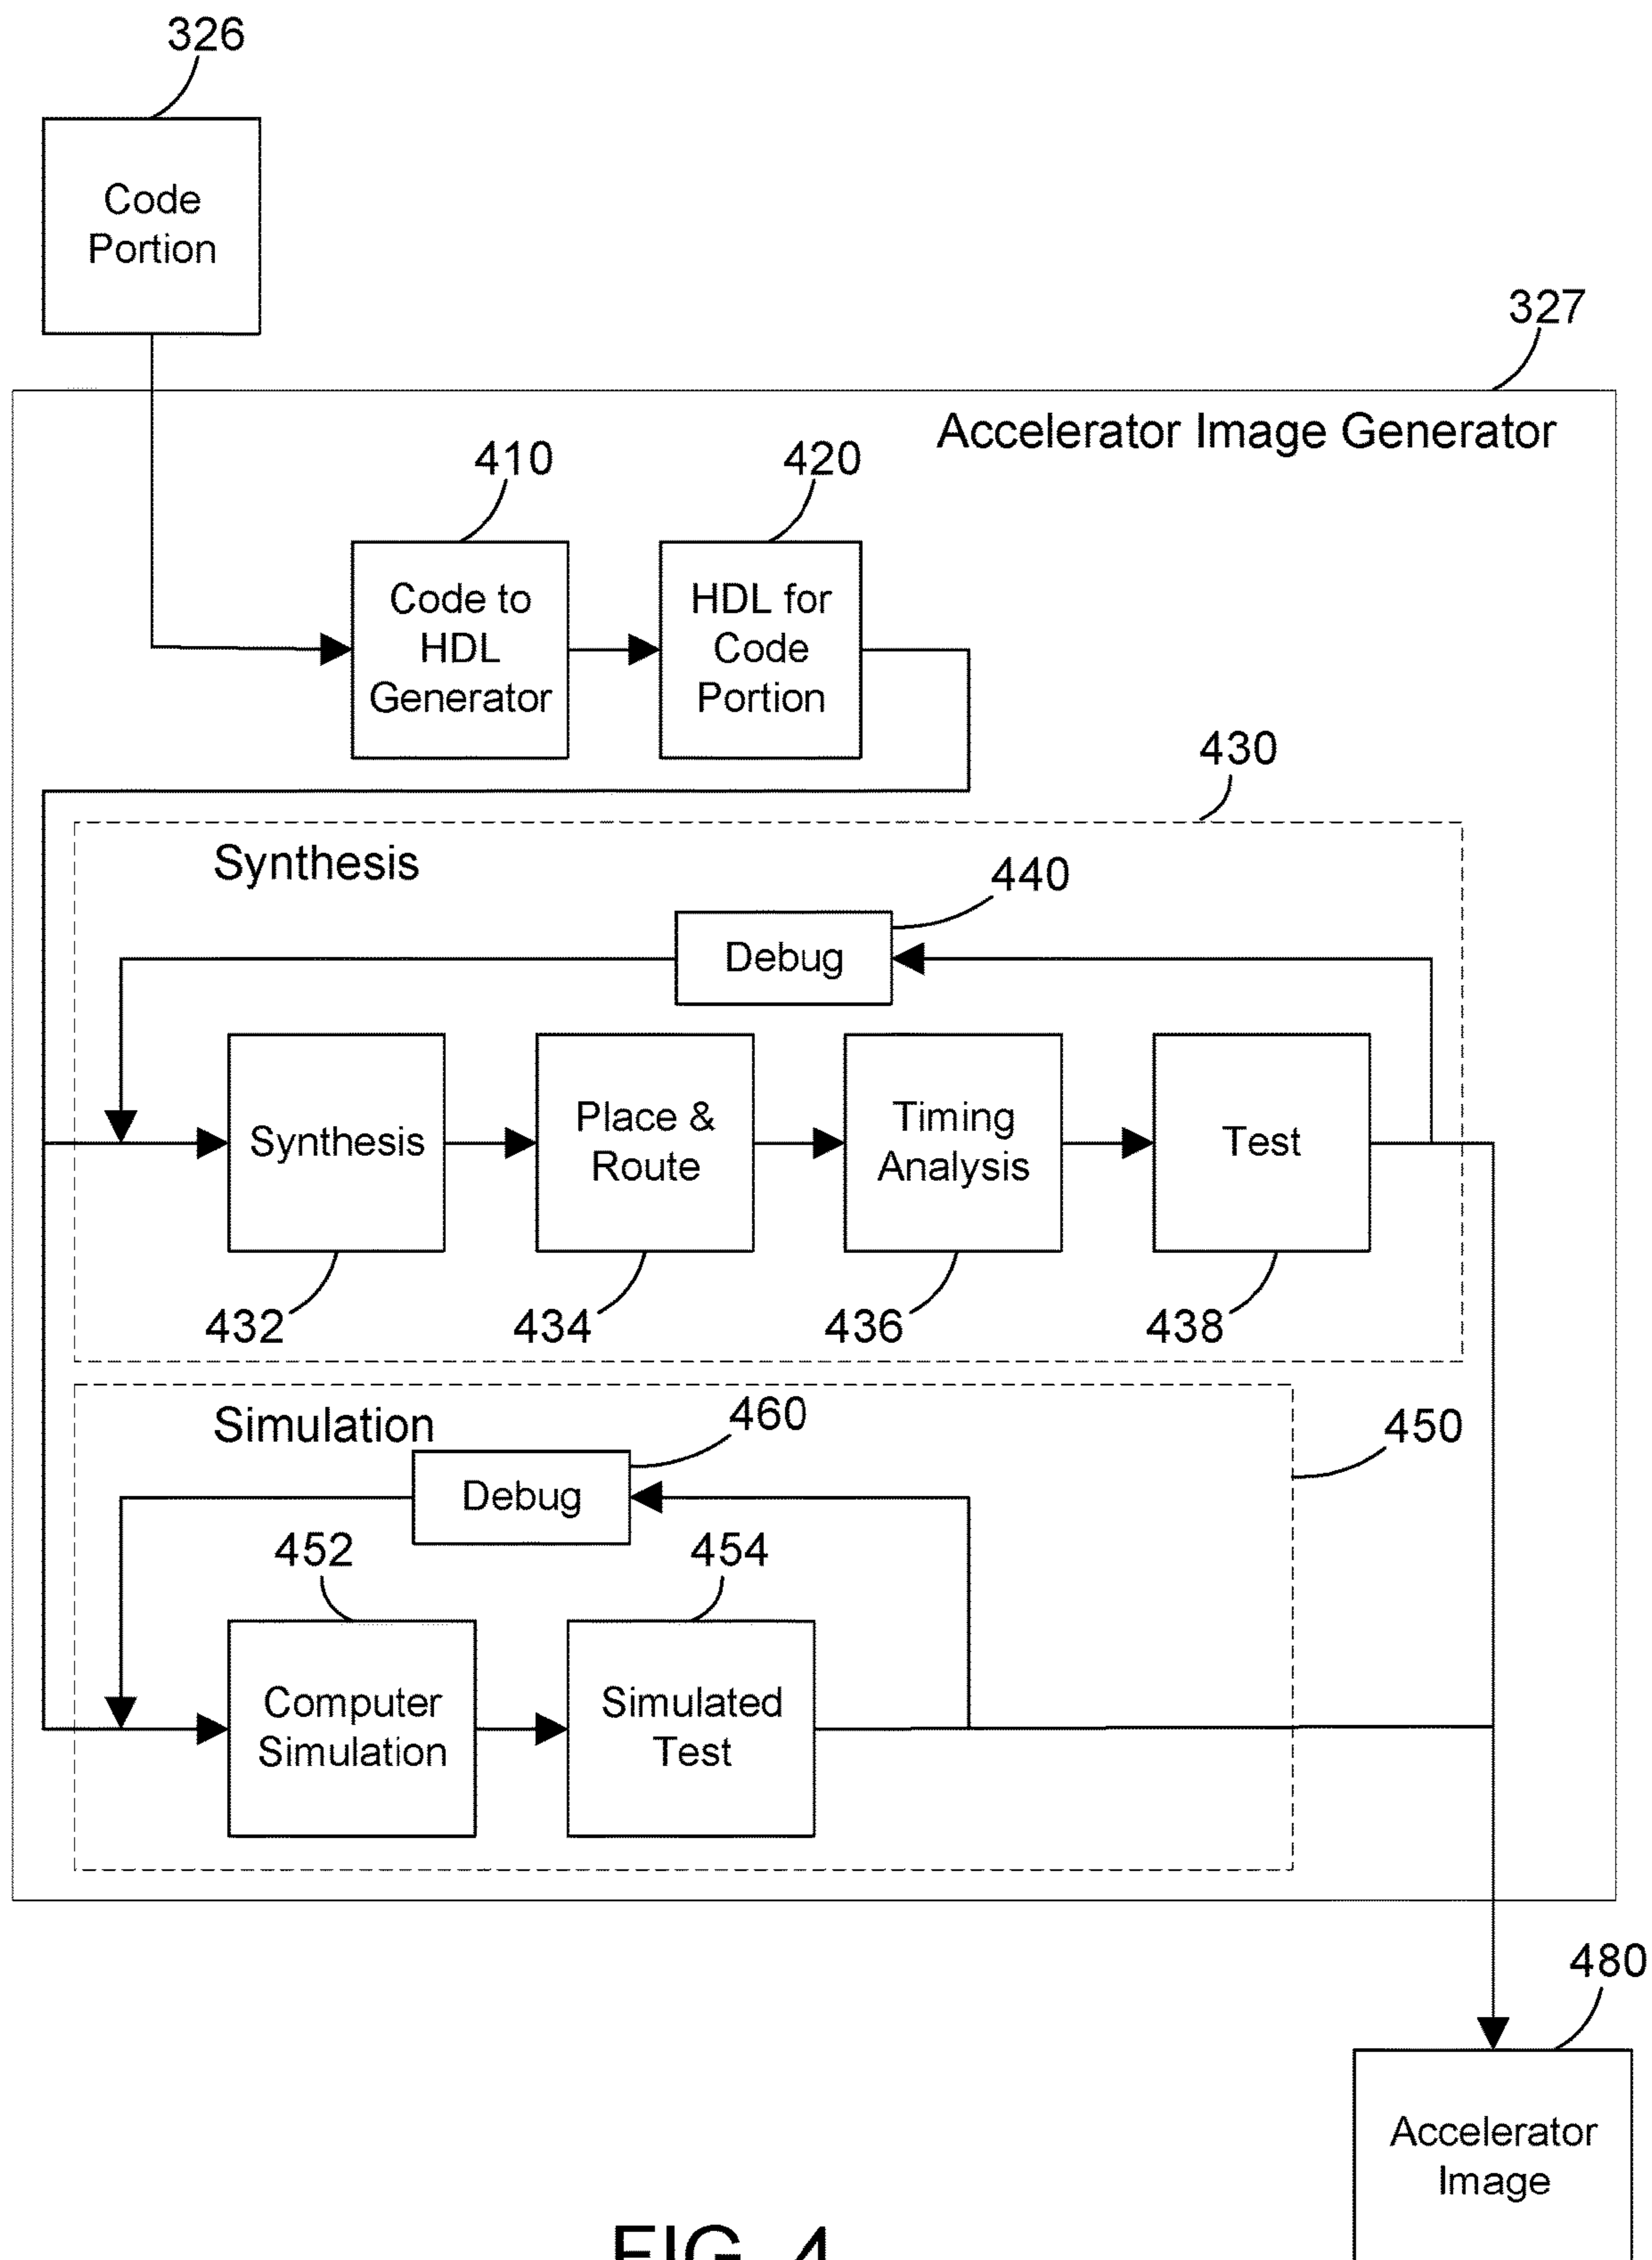 326
Code
Portion
327
Accelerator Image Generator
410
420
Code to
HDL
Generator
HDL for
Code
Portion
430
Synthesis
440
Debug
Synthesis
Place &
Route
Timing
Analysis
Test
432
434
436
438
Simulation
460
450
Debug
452
454
Computer
Simulation
Simulated
Test
480
Accelerator
Image
FIG. 4